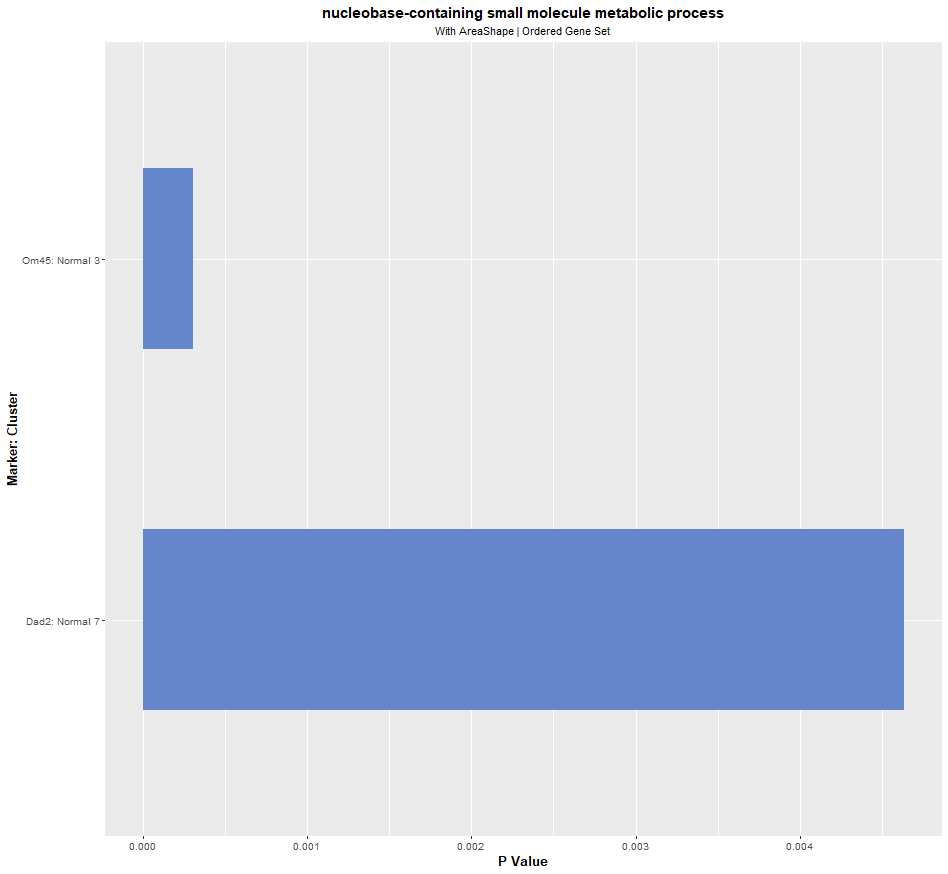 nucleobase-containing small molecule metabolic process
With AreaShape | Ordered Gene Set
Marker: Cluster
Om45: Normal 3
Dad2: Normal 7
0.000 0.001 0.002 0.003 0.004
P Value